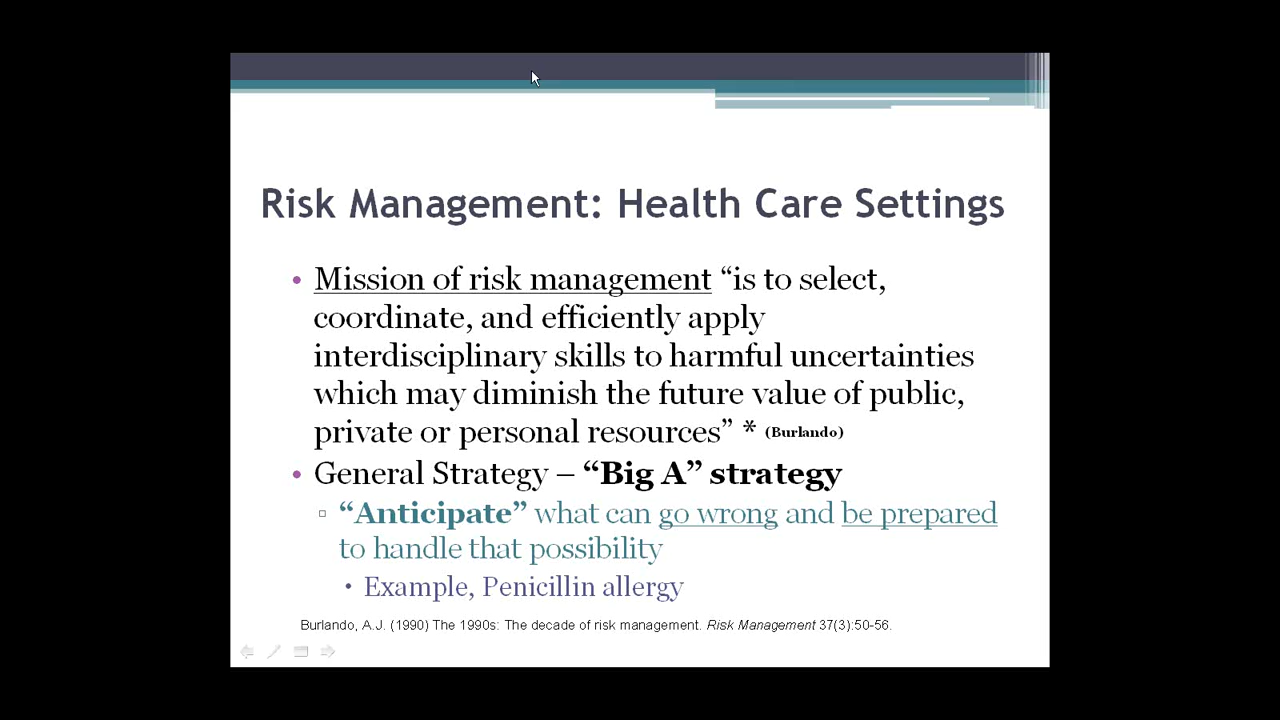 Risk Management: Health Care Settings
• Mission of risk management “is to select,
coordinate, and efficiently apply
interdisciplinary skills to harmful uncertainties
which may diminish the future value of public,
private or personal resources” * (Burlando)
• General Strategy – “Big A” strategy
▫ “Anticipate” what can go wrong and be prepared
to handle that possibility
• Example, Penicillin allergy
Burlando, A.J. (1990) The 1990s: The decade of risk management. Risk Management 37(3):50-56.